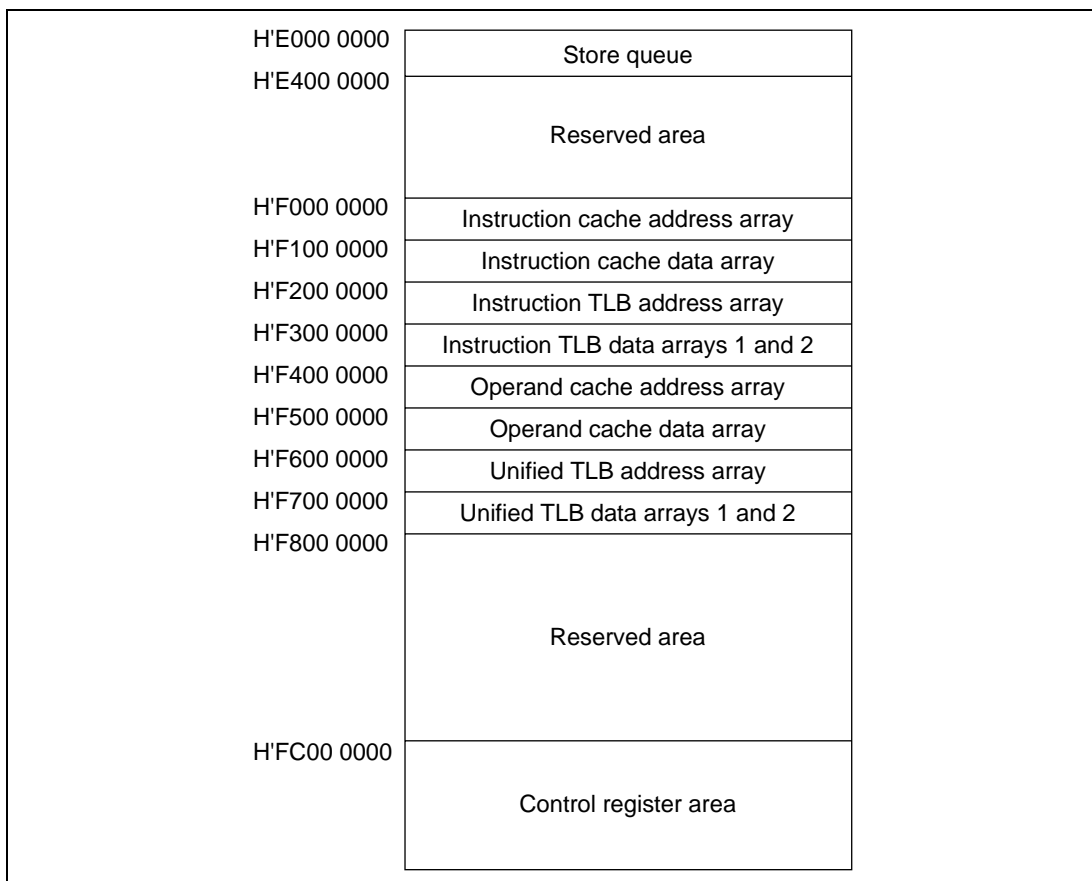 H'E000 0000
Store queue
H'E400 0000
Reserved area
H'F000 0000
Instruction cache address array
H'F100 0000
Instruction cache data array
H'F200 0000
Instruction TLB address array
H'F300 0000
Instruction TLB data arrays 1 and 2
H'F400 0000
Operand cache address array
H'F500 0000
Operand cache data array
H'F600 0000
Unified TLB address array
H'F700 0000
Unified TLB data arrays 1 and 2
H'F800 0000
Reserved area
H'FC00 0000
Control register area